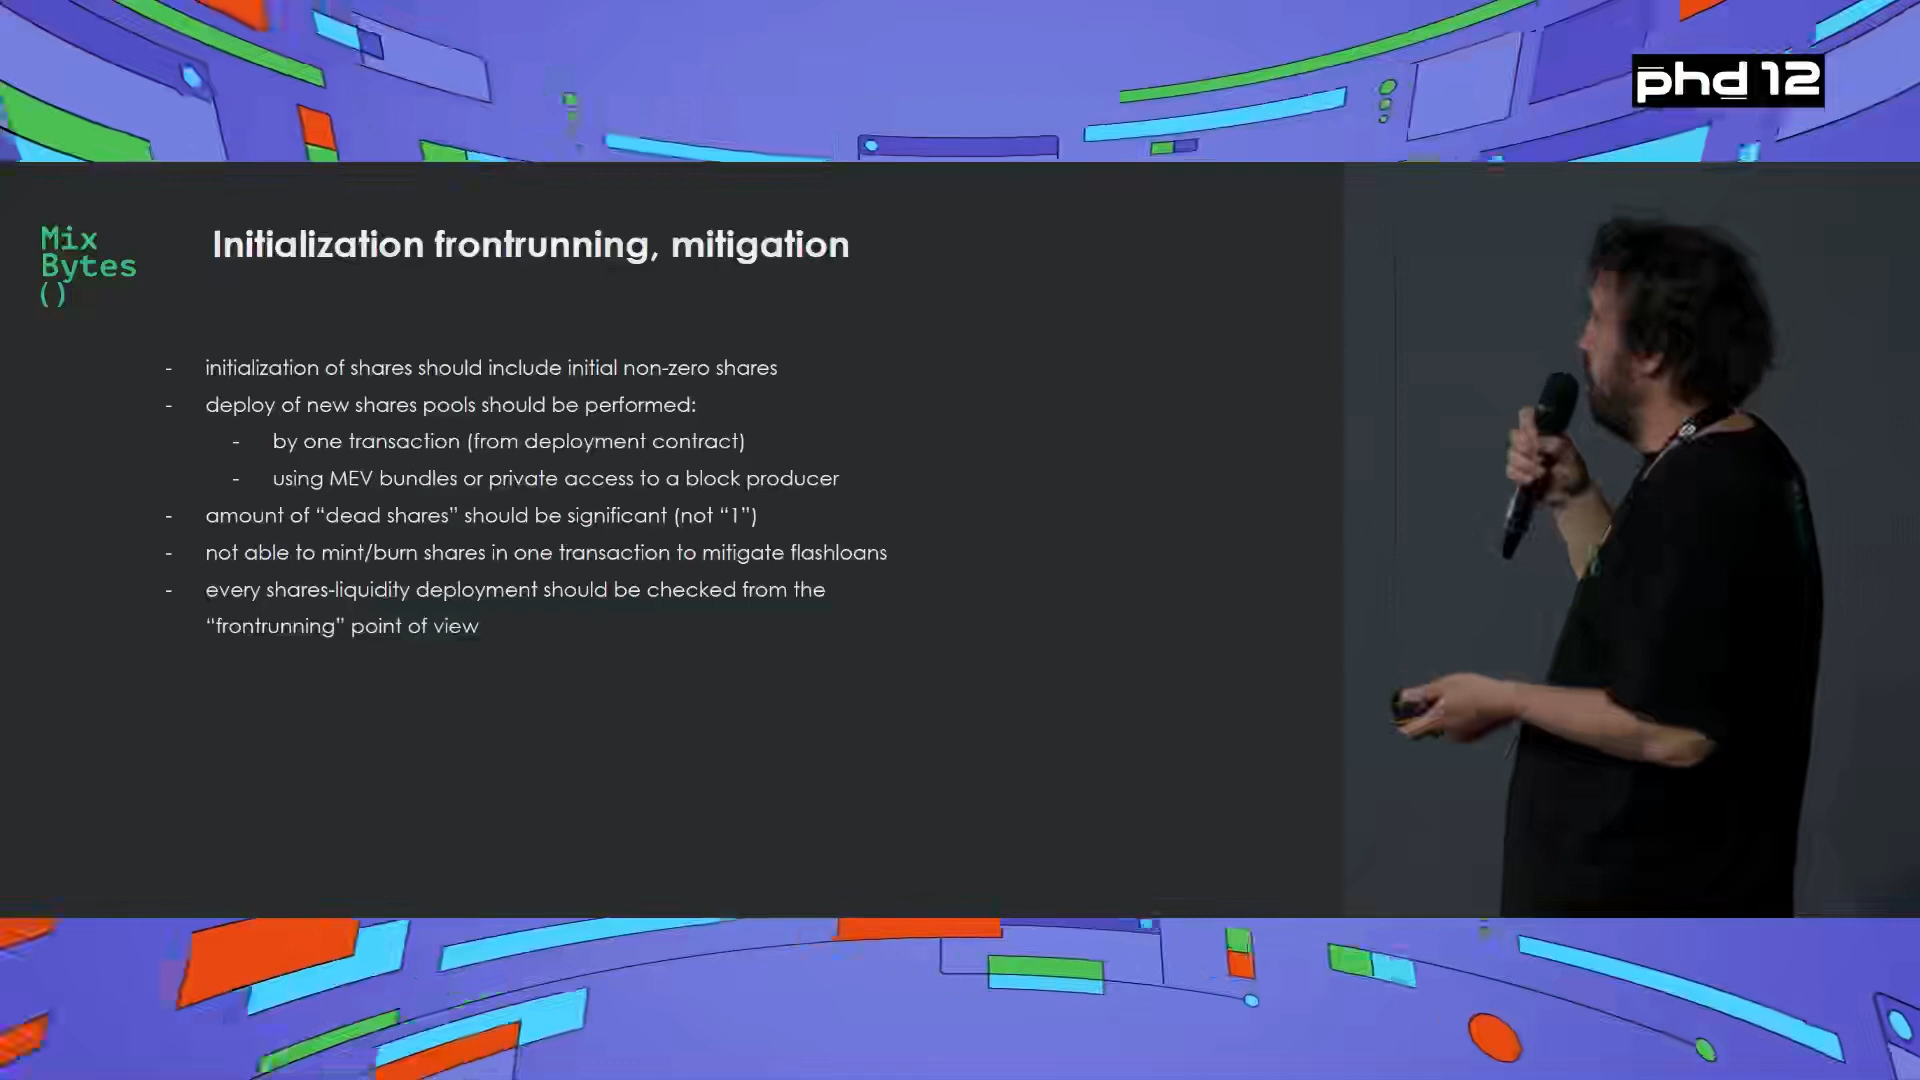 phd 12
Mix
Bytes
()
Initialization frontrunning, mitigation
- initialization of shares should include initial non-zero shares
- deploy of new shares pools should be performed:
- by one transaction (from deployment contract)
- using MEV bundles or private access to a block producer
- amount of “dead shares” should be significant (not “1”)
- not able to mint/burn shares in one transaction to mitigate flashloans
- every shares-liquidity deployment should be checked from the
“frontrunning” point of view